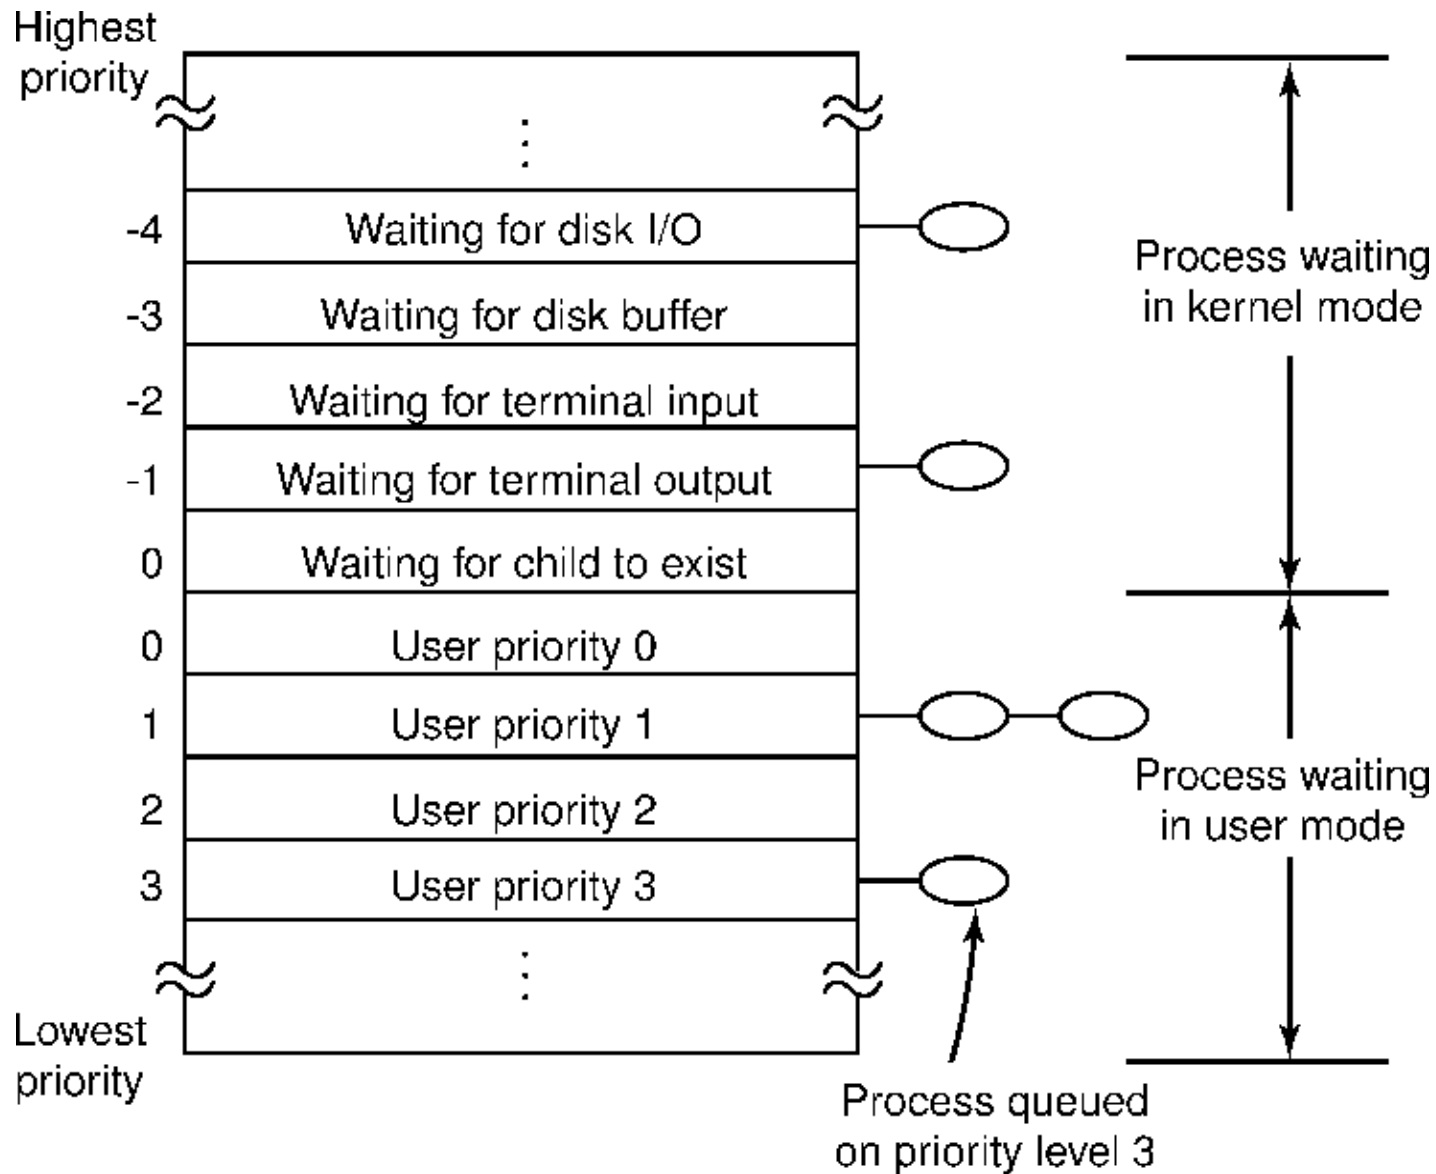 Highest
priority
-4 Waiting for disk I/O
-3 Waiting for disk buffer
-2 Waiting for terminal input
-1 Waiting for terminal output
0 Waiting for child to exist
0 User priority 0
1 User priority 1
2 User priority 2
3 User priority 3
Lowest
priority
Process waiting
in kernel mode
Process waiting
in user mode
Process queued
on priority level 3